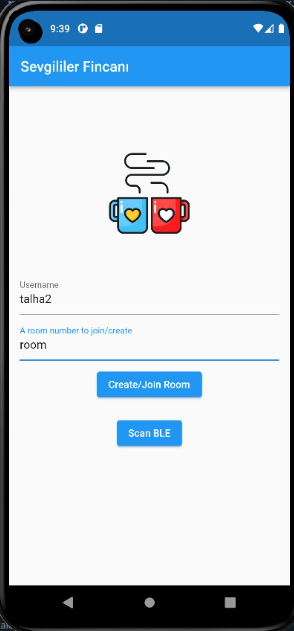 9:39
Sevgililer Fincanı
Username
talha2
A room number to join/create
room
Create/Join Room
Scan BLE